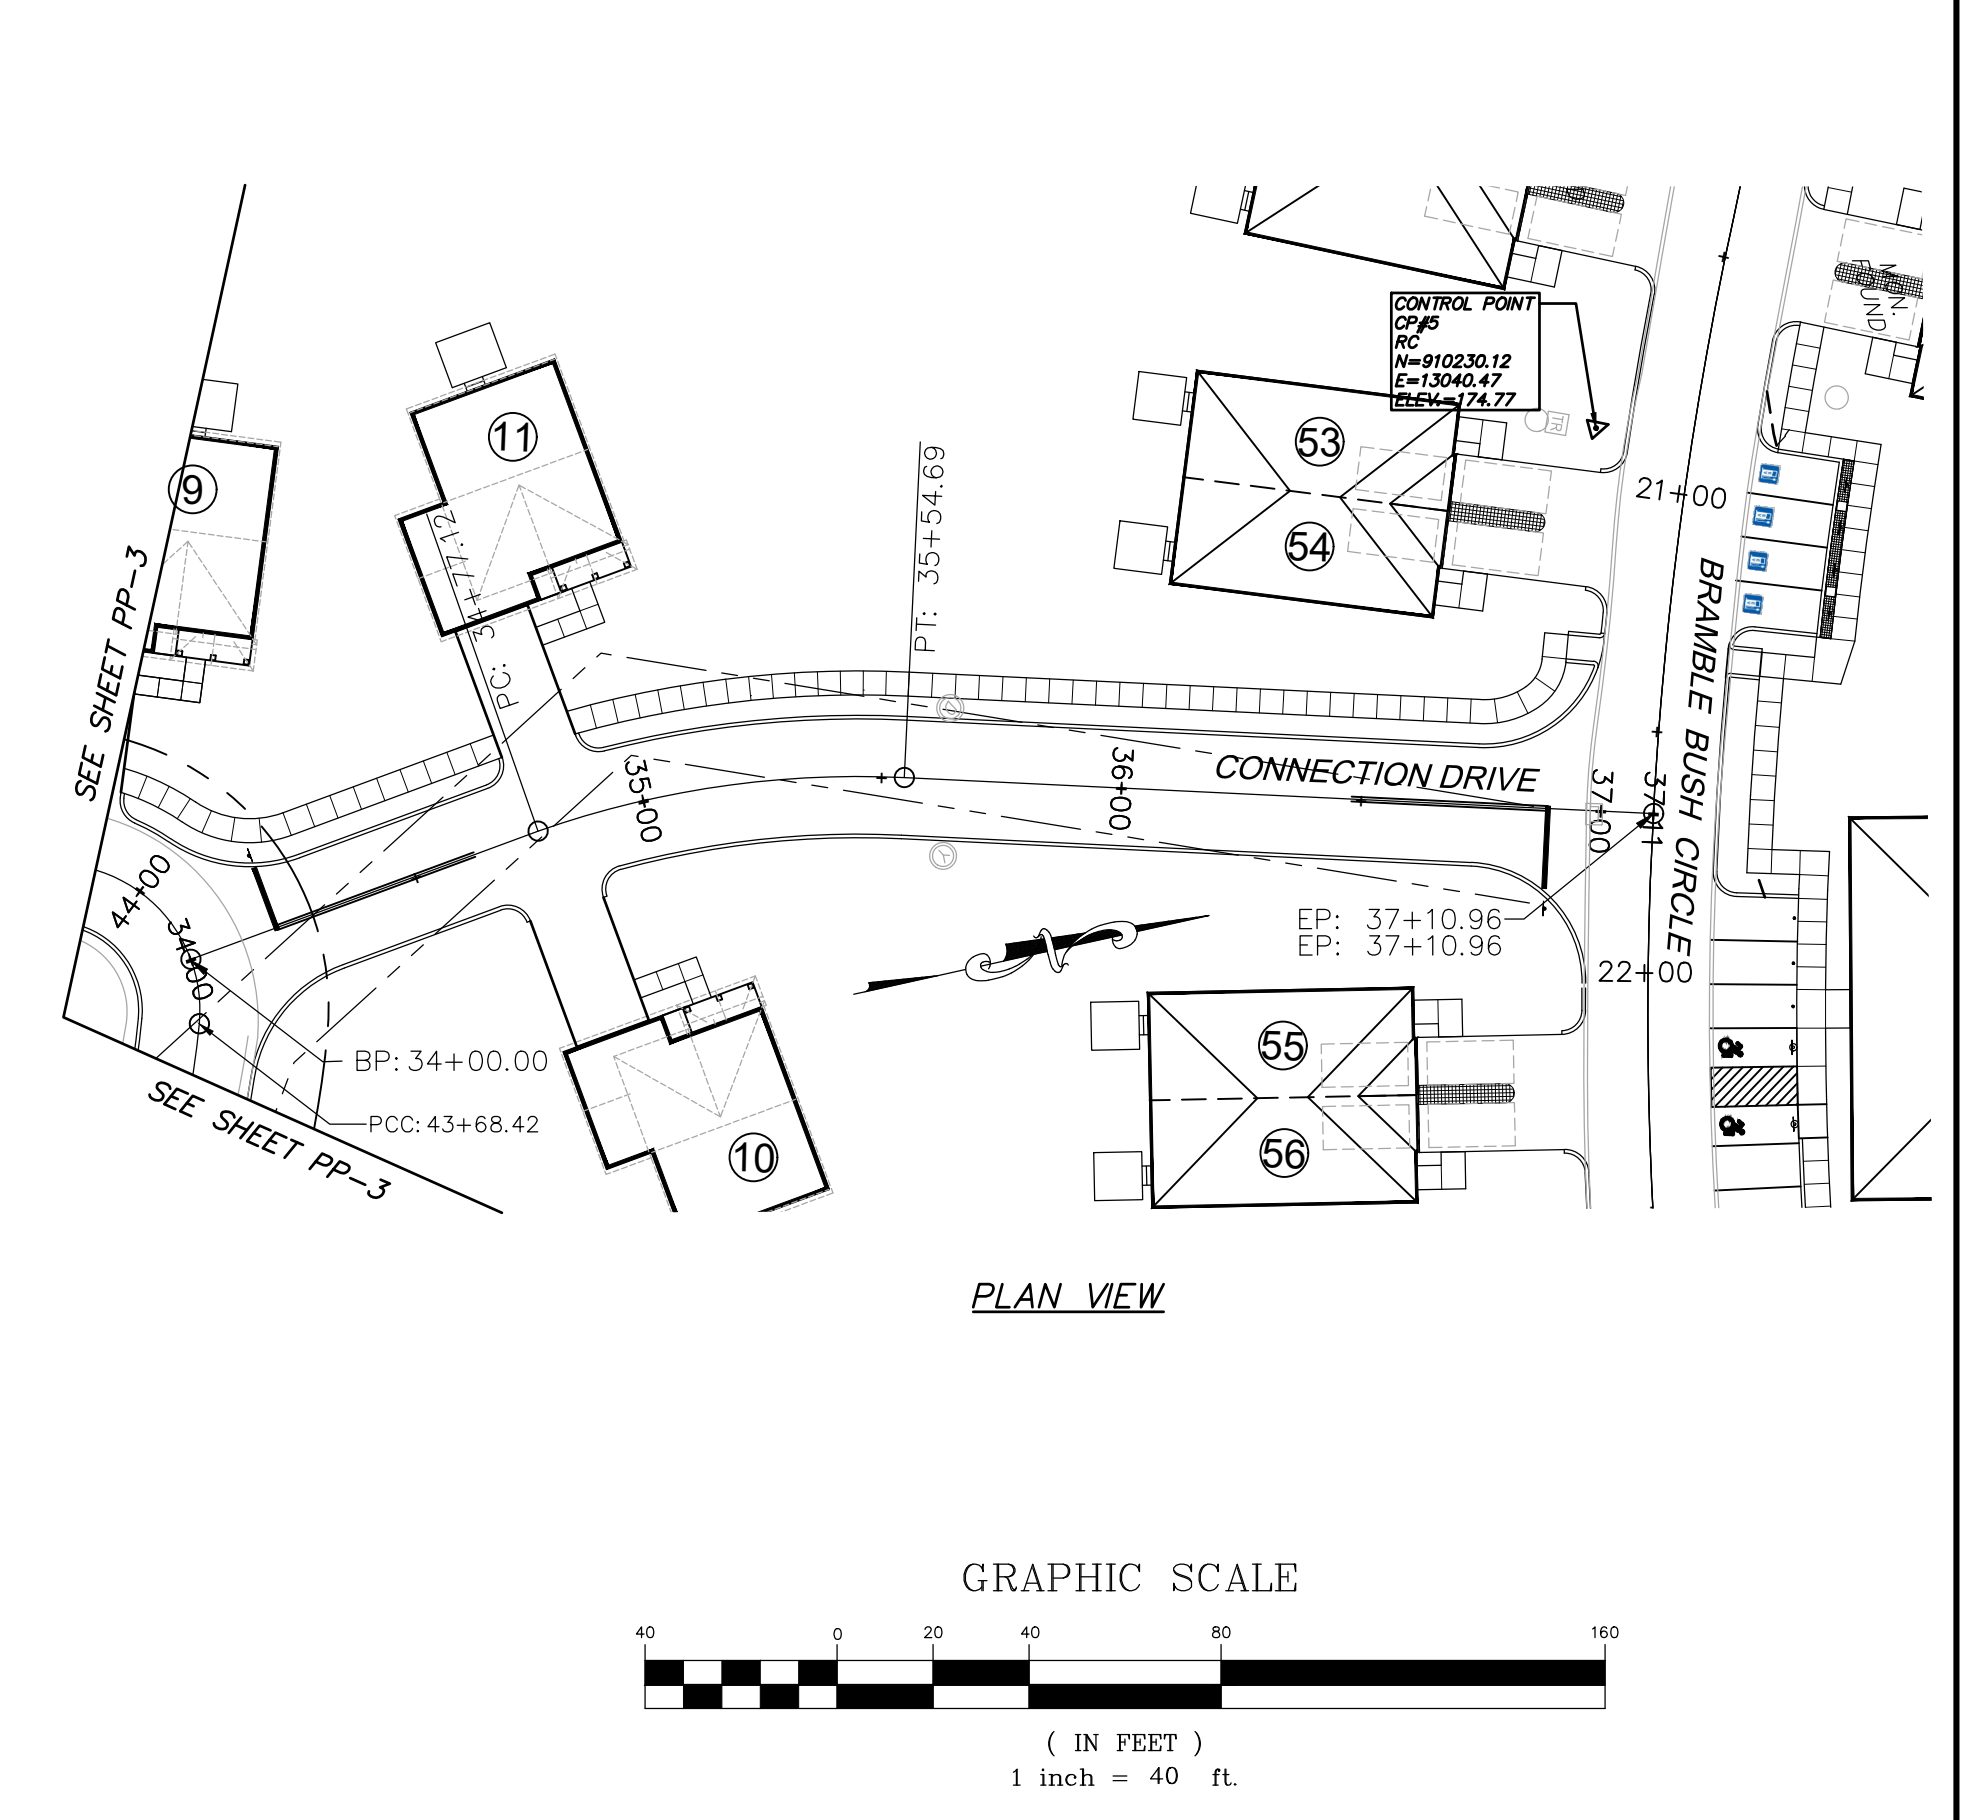 CONTROL POINT
CP#5
RC
N=910230.12
E=13040.47
ELEV.=174.77
TR
9
11
53
54
SEE SHEET PP-3
PC: 34+77.12
PT: 35+54.69
21+00
BRAMBLE BUSH CIRCLE
CONNECTION DRIVE
44+00
34+00
35+00
36+00
37+00
37+11
EP: 37+10.96
EP: 37+10.96
22+00
BP: 34+00.00
PCC: 43+68.42
SEE SHEET PP-3
10
55
56
PLAN VIEW
GRAPHIC SCALE
40 0 20 40 80 160
( IN FEET )
1 inch = 40 ft.